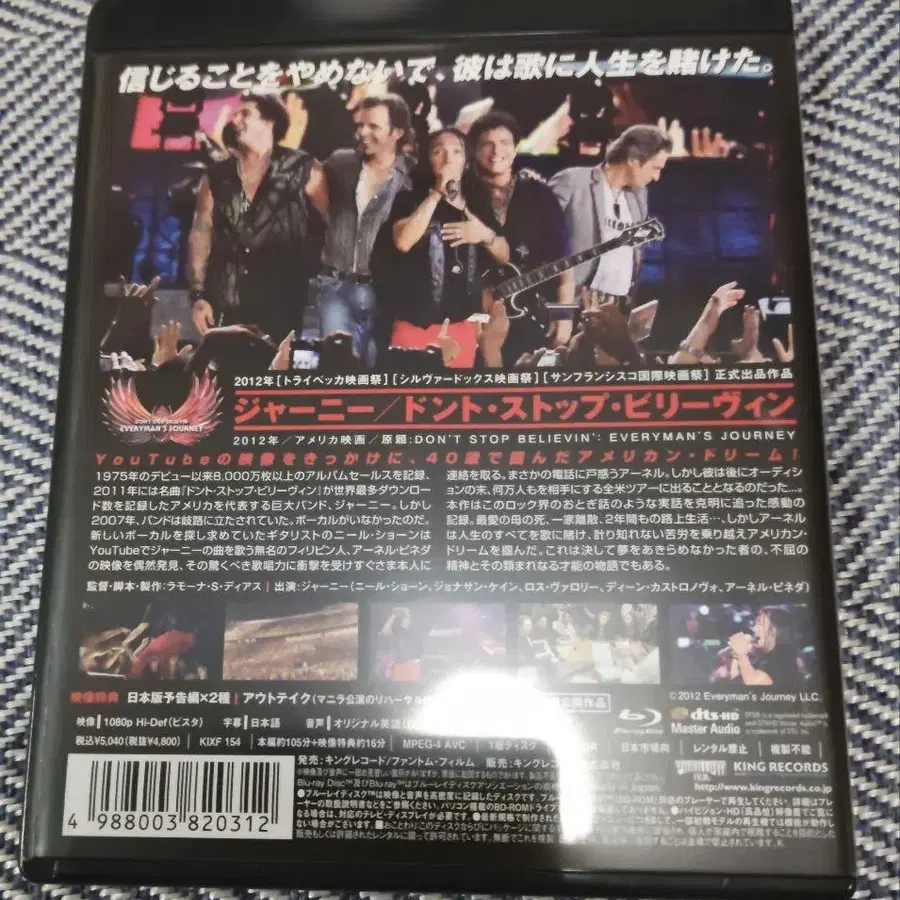 信じることをやめないで、彼は歌に人生を賭けた。
2012年［トライベッカ映画祭］［シルヴァードックス映画祭］［サンフランシスコ国際映画祭］正式出品作品
DON'T STOP BELIEVIN'
EVERYMAN'S JOURNEY
ジャーニー／ドント・ストップ・ビリーヴィン
2012年／アメリカ映画／原題:DON'T STOP BELIEVIN': EVERYMAN'S JOURNEY
YouTubeの映像をきっかけに、40歳で掴んだアメリカン・ドリーム！
1975年のデビュー以来8,000万枚以上のアルバムセールスを記録、
2011年には名曲『ドント・ストップ・ビリーヴィン』が世界最多ダウンロー
ド数を記録したアメリカを代表する巨大バンド、ジャーニー。しかし
2007年、バンドは岐路に立たされていた。ボーカルがいなかったのだ。
新しいボーカルを探し求めていたギタリストのニール・ショーンは
YouTubeでジャーニーの曲を歌う無名のフィリピン人、アーネル・ピネダ
の映像を偶然発見、その驚くべき歌唱力に衝撃を受けすぐさま本人に
連絡を取る。まさかの電話に戸惑うアーネル。しかし彼は後にオーディシ
ョンの末、何万人もを相手にする全米ツアーに出ることとなるのだった…。
本作はこのロック界のおとぎ話のような実話を克明に追った感動の
記録。最愛の母の死、一家離散、2年間もの路上生活…、しかしアーネル
は人生のすべてを歌に賭け、計り知れない苦労を乗り越えアメリカン・
ドリームを掴んだ。これは決して夢をあきらめなかった者の、不屈の
精神とその類まれなる才能の物語でもある。
監督・脚本・製作:ラモーナ・S・ディアス｜出演:ジャーニー（ニール・ショーン、ジョナサン・ケイン、ロス・ヴァロリー、ディーン・カストロノヴォ、アーネル・ピネダ）
映像特典 日本版予告編×2種｜アウトテイク（マニラ公演のリハーサル
©2012 Everyman's Journey LLC.
映像｜1080p Hi-Def（ビスタ） 字幕｜日本語 音声｜オリジナル英語
Blu-ray Disc
dts-HD
Master Audio
税込¥5,040（税抜¥4,800）｜KIXF 154｜本編約105分＋映像特典約16分｜MPEG-4 AVC｜1層ディスク
日本市場向｜レンタル禁止｜複製不能
発売：キングレコード/ファントム・フィルム 販売：キングレコード株式会社
KING RECORDS
http://www.kingrecords.co.jp
4 988003 820312